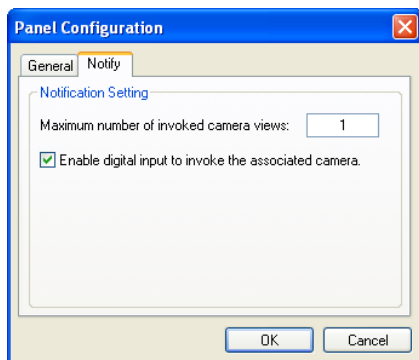 Panel Configuration
General Notify
Notification Setting
Maximum number of invoked camera views: 1
Enable digital input to invoke the associated camera.
OK Cancel